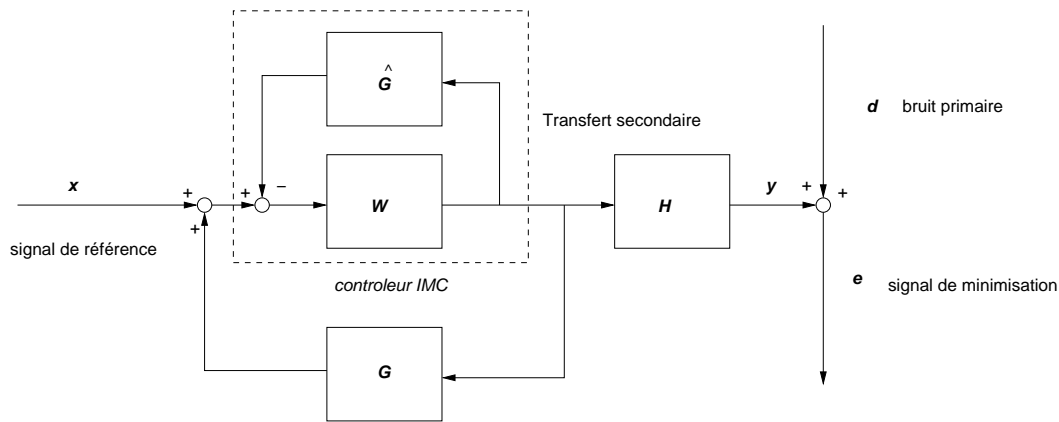 ^
G
Transfert secondaire
d bruit primaire
x
+
+
−
W
H
y
+
+
+
signal de référence
controleur IMC
e signal de minimisation
G